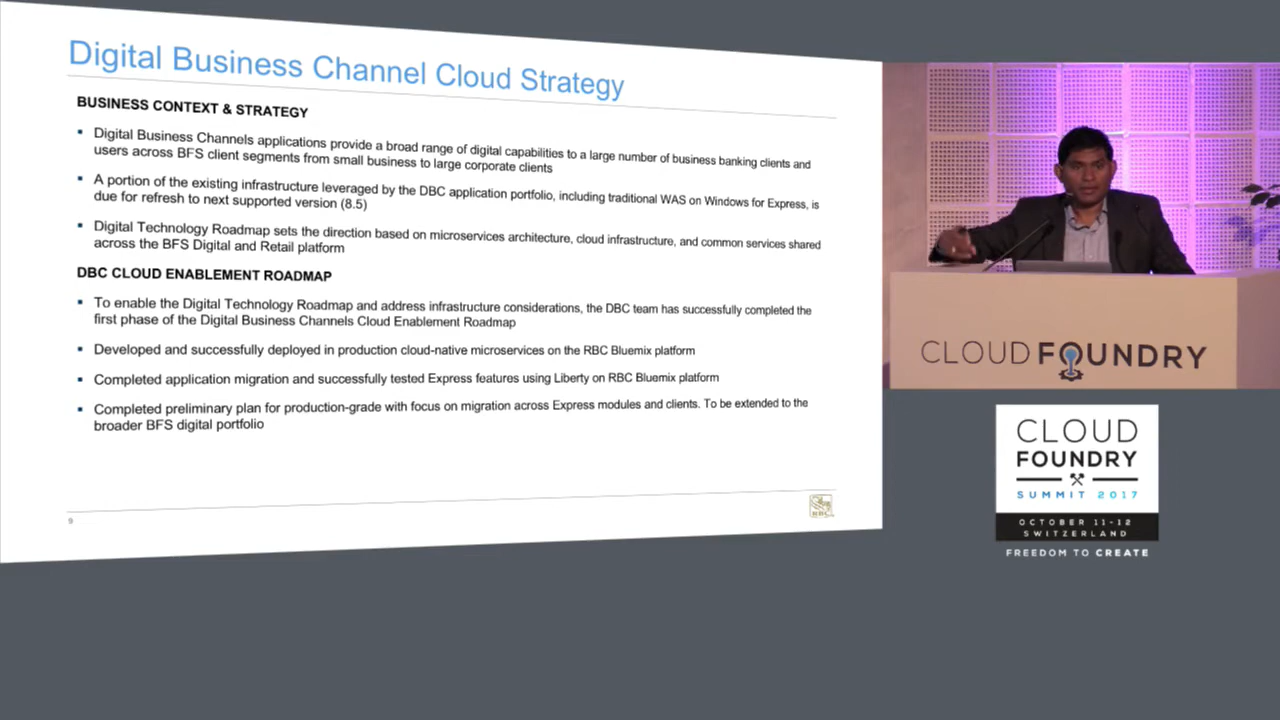 Digital Business Channel Cloud Strategy
BUSINESS CONTEXT & STRATEGY
▪ Digital Business Channels applications provide a broad range of digital capabilities to a large number of business banking clients and
users across BFS client segments from small business to large corporate clients
▪ A portion of the existing infrastructure leveraged by the DBC application portfolio, including traditional WAS on Windows for Express, is
due for refresh to next supported version (8.5)
▪ Digital Technology Roadmap sets the direction based on microservices architecture, cloud infrastructure, and common services shared
across the BFS Digital and Retail platform
DBC CLOUD ENABLEMENT ROADMAP
▪ To enable the Digital Technology Roadmap and address infrastructure considerations, the DBC team has successfully completed the
first phase of the Digital Business Channels Cloud Enablement Roadmap
▪ Developed and successfully deployed in production cloud-native microservices on the RBC Bluemix platform
▪ Completed application migration and successfully tested Express features using Liberty on RBC Bluemix platform
▪ Completed preliminary plan for production-grade with focus on migration across Express modules and clients. To be extended to the
broader BFS digital portfolio
9
RBC
CLOUD FOUNDRY
CLOUD
FOUNDRY
SUMMIT 2017
OCTOBER 11-12
SWITZERLAND
FREEDOM TO CREATE